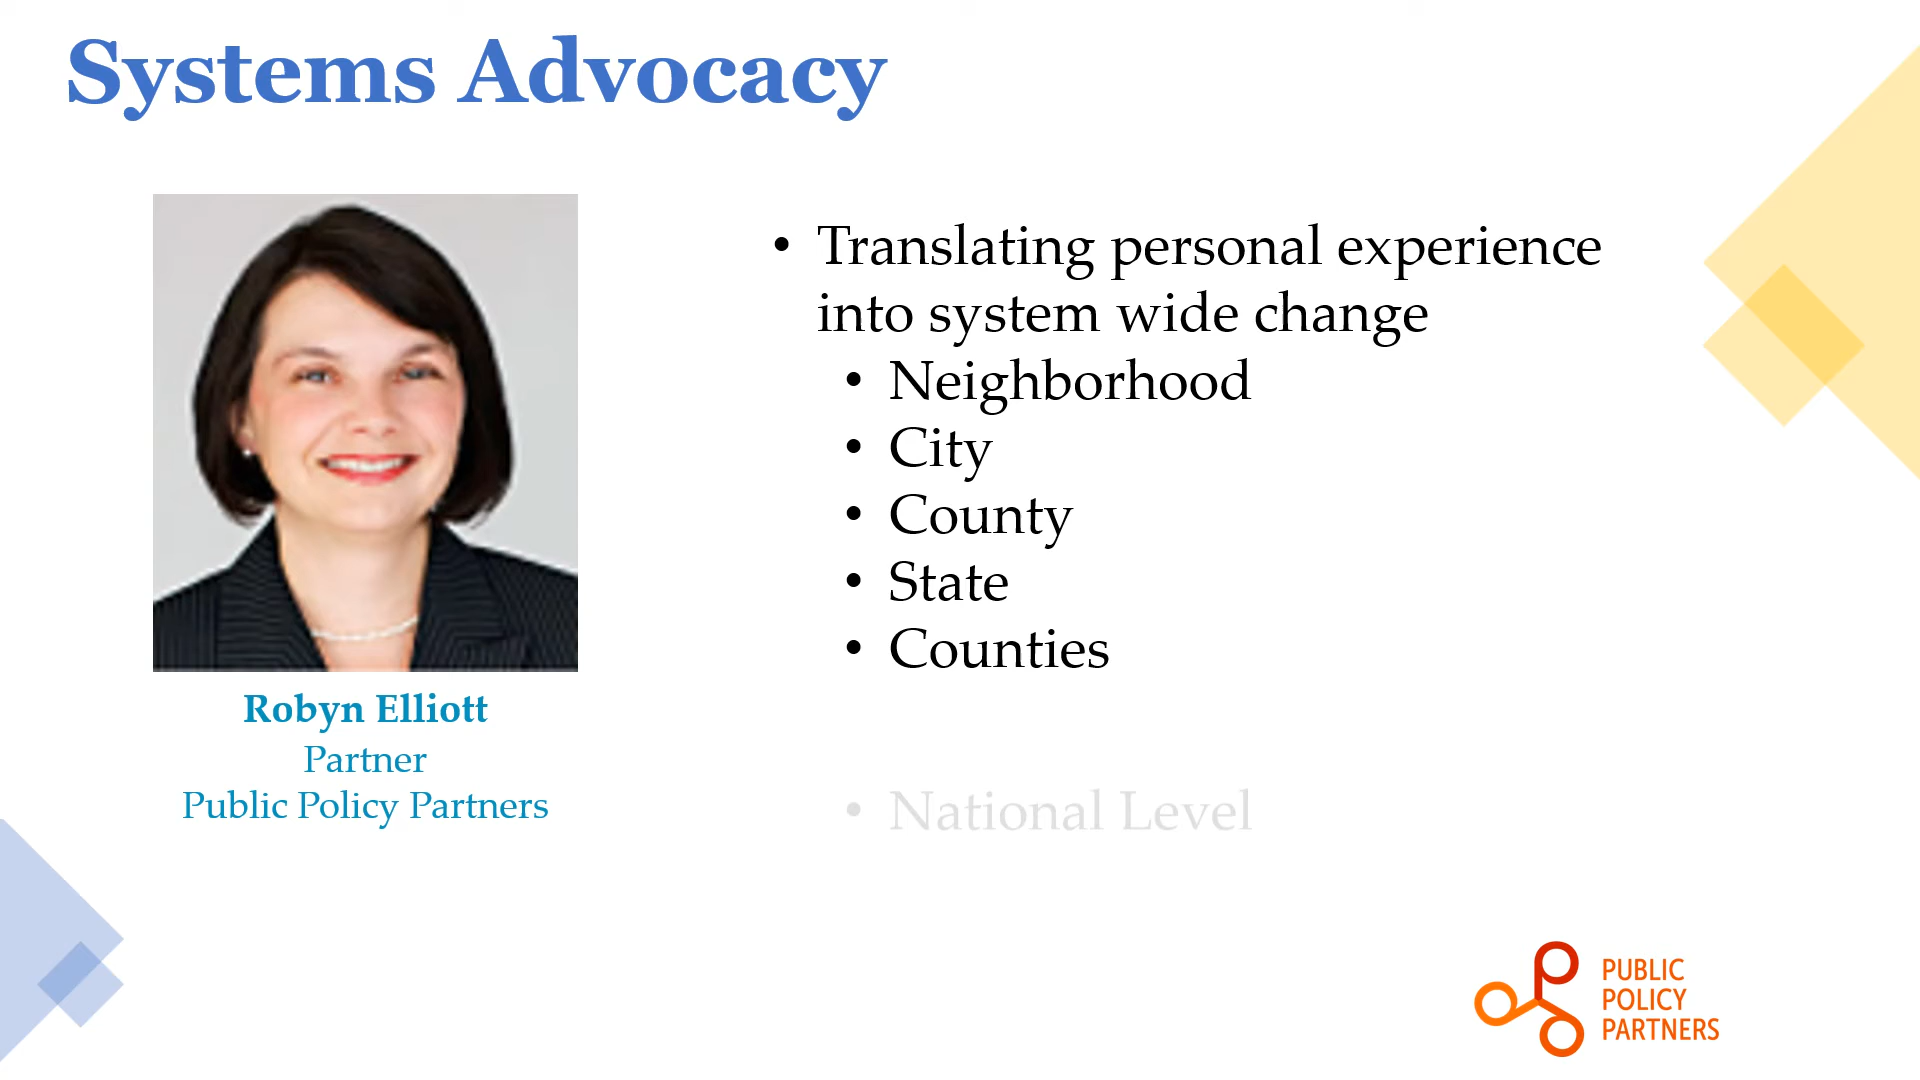 Systems Advocacy
Robyn Elliott
Partner
Public Policy Partners
• Translating personal experience
into system wide change
• Neighborhood
• City
• County
• State
• Counties
• National Level
PUBLIC
POLICY
PARTNERS